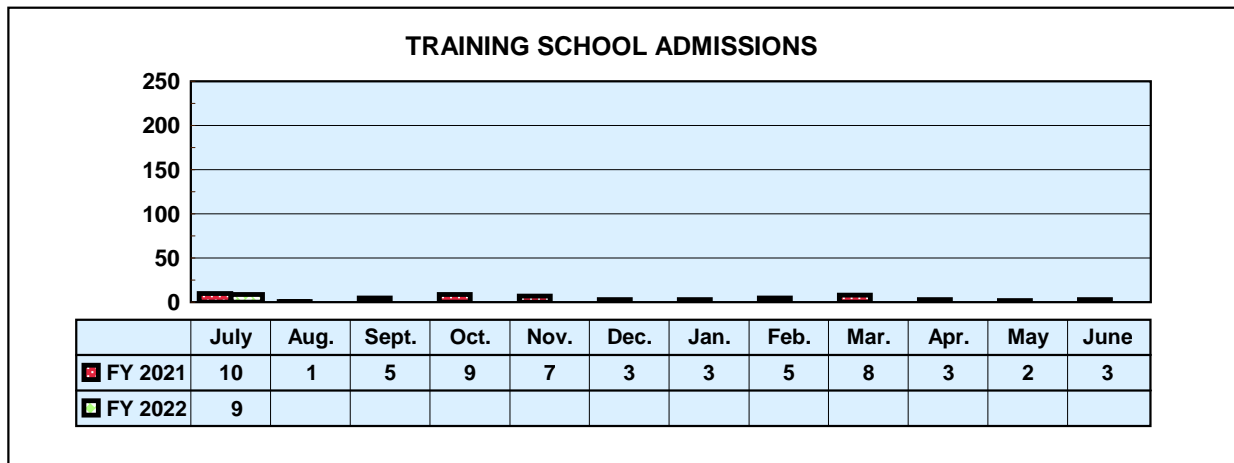 TRAINING SCHOOL ADMISSIONS
250
200
150
100
50
0
July Aug. Sept. Oct. Nov. Dec. Jan. Feb. Mar. Apr. May June
FY 2021 10 1 5 9 7 3 3 5 8 3 2 3
FY 2022 9